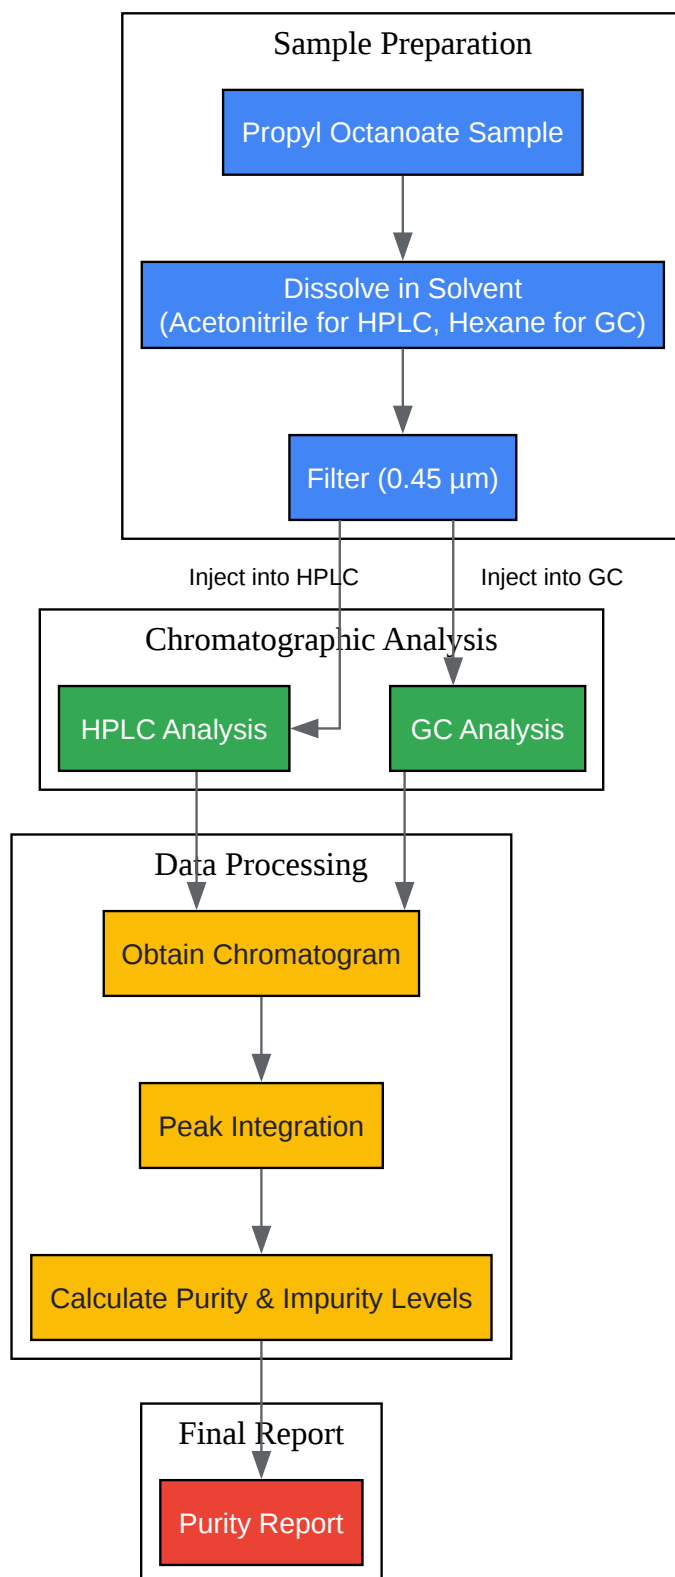 Sample Preparation
Propyl Octanoate Sample
Dissolve in Solvent
(Acetonitrile for HPLC, Hexane for GC)
Filter (0.45 µm)
Inject into HPLC
Inject into GC
Chromatographic Analysis
HPLC Analysis
GC Analysis
Data Processing
Obtain Chromatogram
Peak Integration
Calculate Purity & Impurity Levels
Final Report
Purity Report